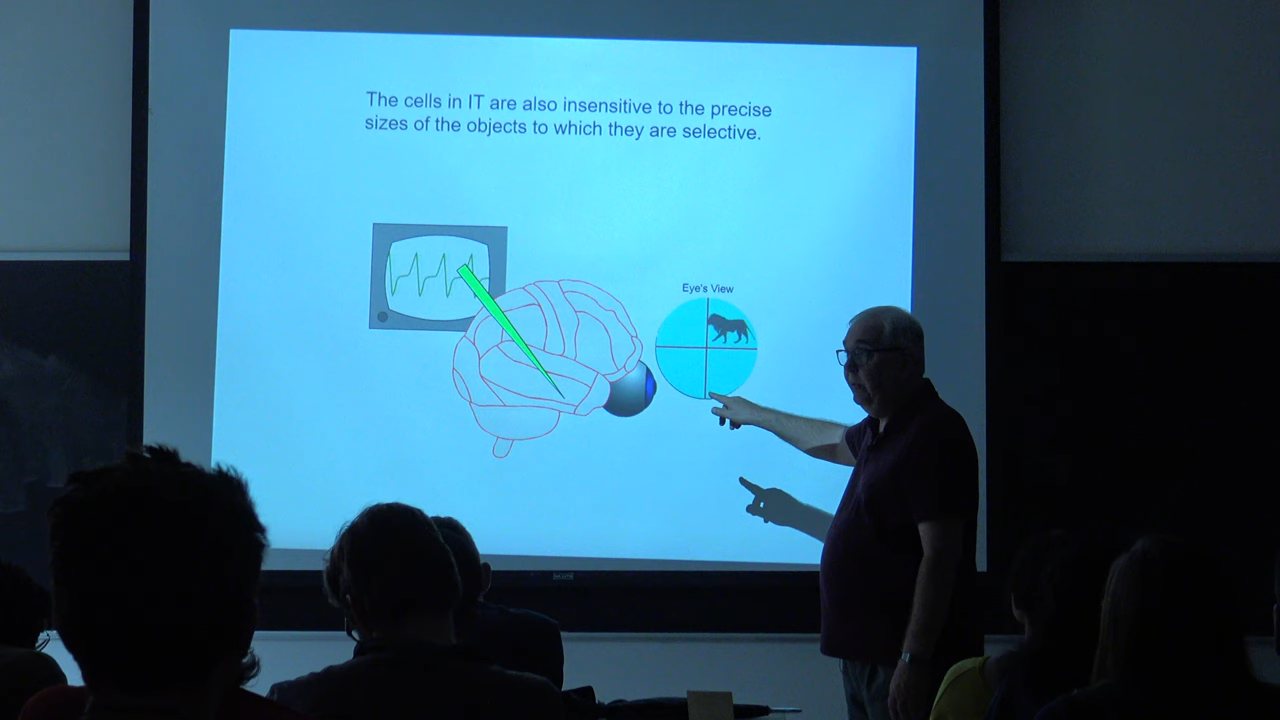 The cells in IT are also insensitive to the precise
sizes of the objects to which they are selective.
Eye's View